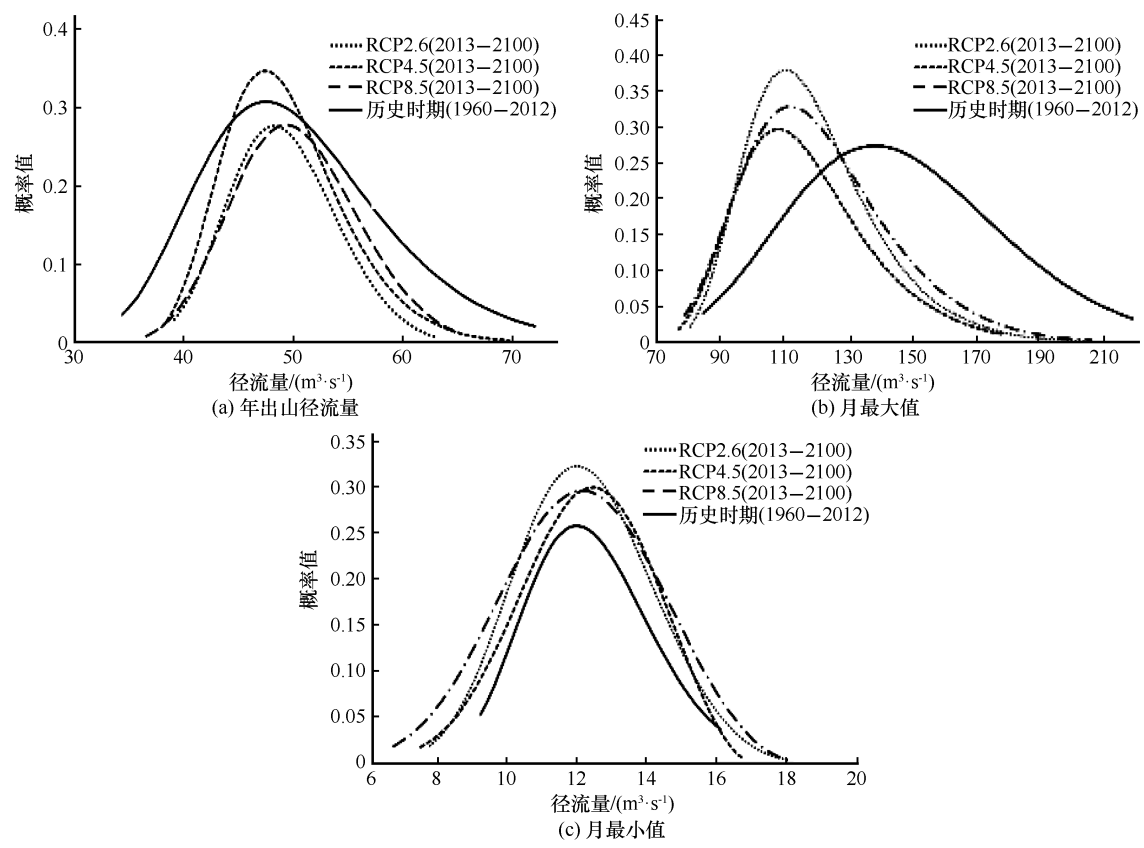 0.4
0.3
0.2
0.1
0
概率值
RCP2.6(2013—2100)
RCP4.5(2013—2100)
RCP8.5(2013—2100)
历史时期(1960—2012)
30 40 50 60 70
径流量/(m³·s⁻¹)
(a) 年出山径流量
0.45
0.40
0.35
0.30
0.25
0.20
0.15
0.10
0.05
0
概率值
RCP2.6(2013—2100)
RCP4.5(2013—2100)
RCP8.5(2013—2100)
历史时期(1960—2012)
70 90 110 130 150 170 190 210
径流量/(m³·s⁻¹)
(b) 月最大值
0.35
0.30
0.25
0.20
0.15
0.10
0.05
0
概率值
RCP2.6(2013—2100)
RCP4.5(2013—2100)
RCP8.5(2013—2100)
历史时期(1960—2012)
6 8 10 12 14 16 18 20
径流量/(m³·s⁻¹)
(c) 月最小值